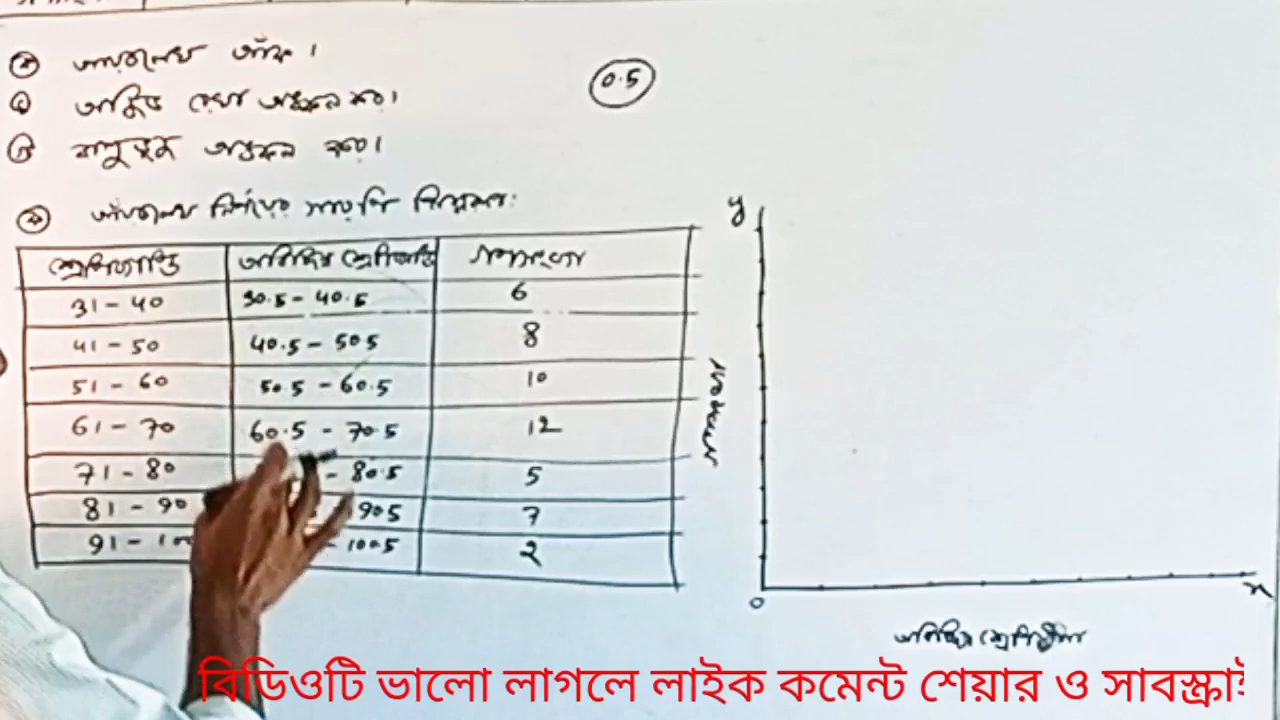 ক আয়তলেখ আঁক।
খ অজিভ রেখা অঙ্কন কর।
গ বহুভুজ অঙ্কন কর।
0.5
ক আয়তলেখ নির্ণয়ের সারণি নিম্নরূপ:
শ্রেণিব্যাপ্তি অবিচ্ছিন্ন শ্রেণিব্যাপ্তি গণসংখ্যা
31 - 40 30.5 - 40.5 6
41 - 50 40.5 - 50.5 8
51 - 60 50.5 - 60.5 10
61 - 70 60.5 - 70.5 12
71 - 80 - 80.5 5
81 - 90 - 90.5 7
91 - 100 - 100.5 2
y
গণসংখ্যা
0
x
অবিচ্ছিন্ন শ্রেণিসীমা
বিডিওটি ভালো লাগলে লাইক কমেন্ট শেয়ার ও সাবস্ক্রাই